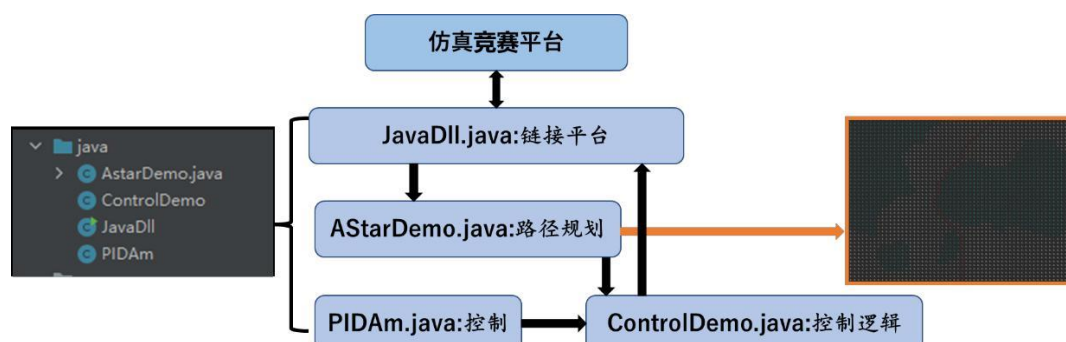 仿真竞赛平台
JavaDll.java:链接平台
java
AstarDemo.java
ControlDemo
JavaDll
PIDAm
AStarDemo.java:路径规划
PIDAm.java:控制
ControlDemo.java:控制逻辑